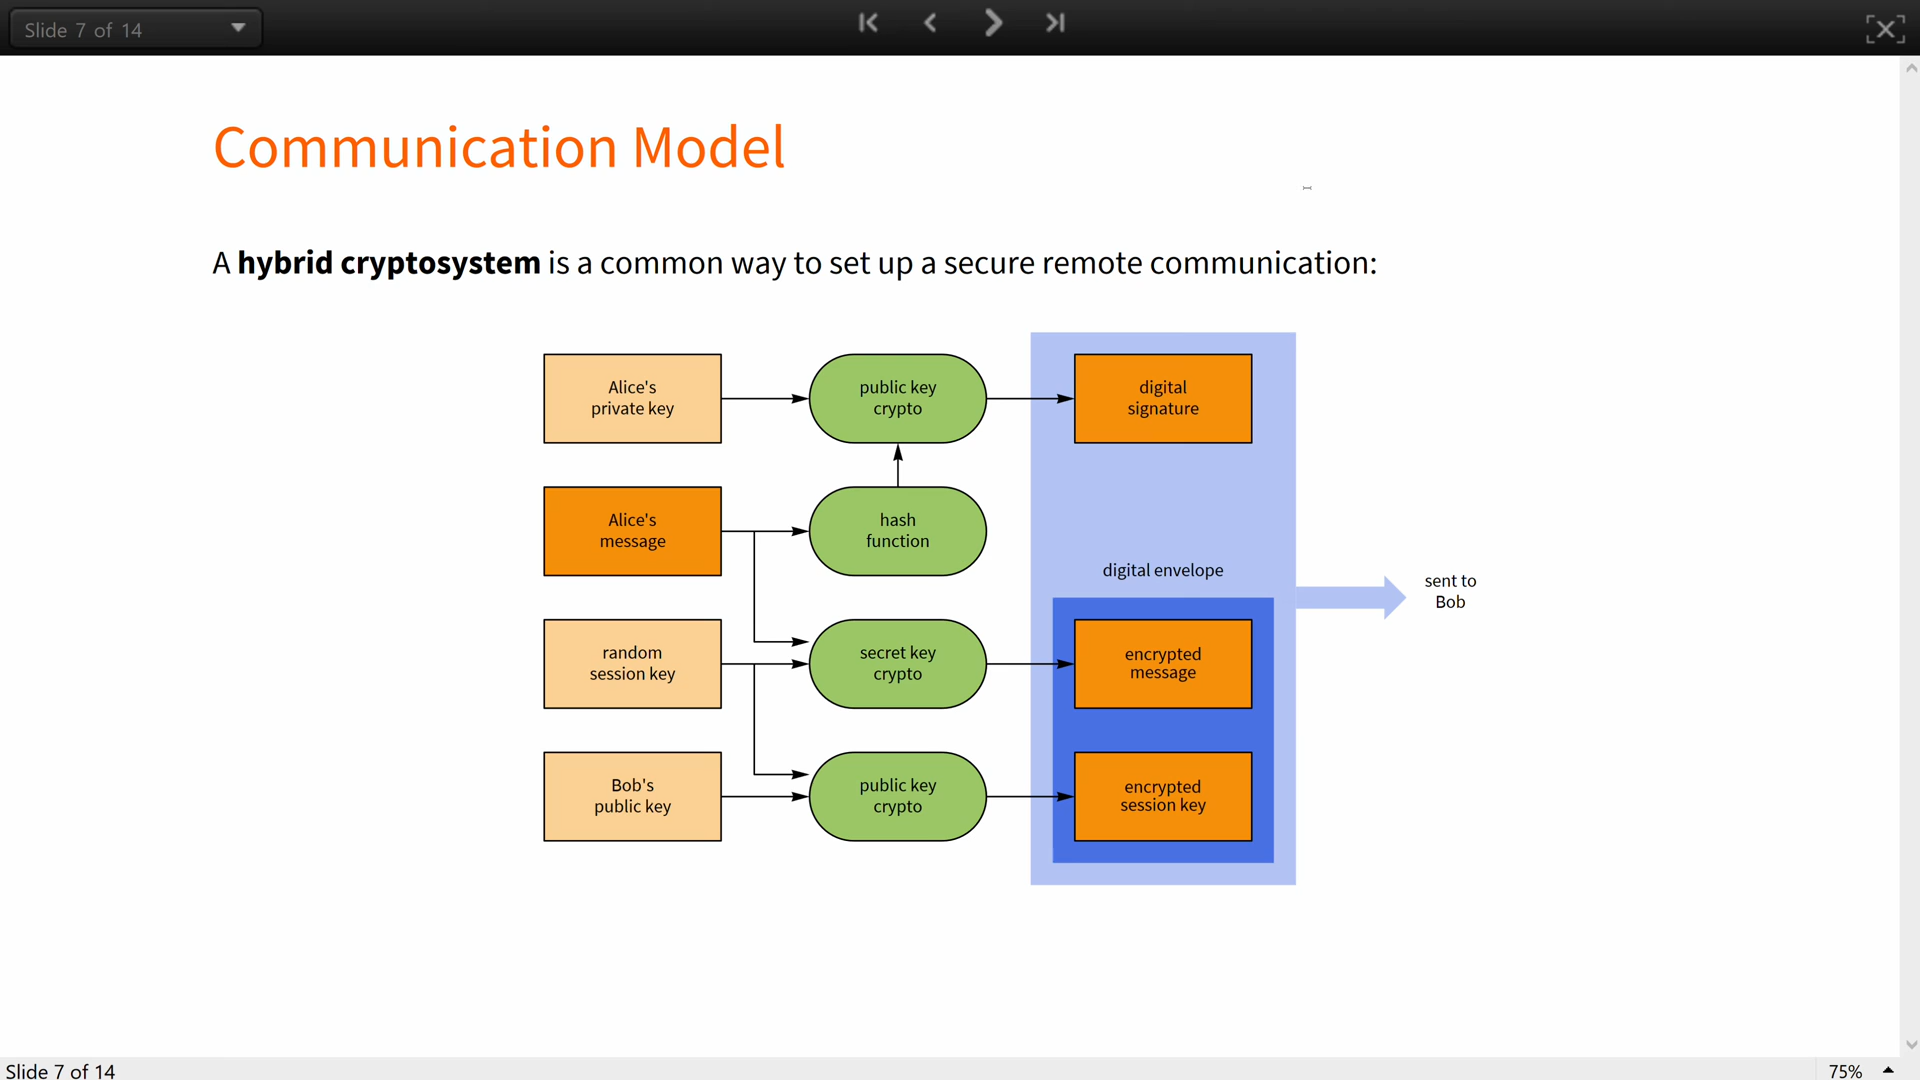 Slide 7 of 14
Communication Model
A hybrid cryptosystem is a common way to set up a secure remote communication:
Alice's
private key
public key
crypto
digital
signature
Alice's
message
hash
function
digital envelope
sent to
Bob
random
session key
secret key
crypto
encrypted
message
Bob's
public key
public key
crypto
encrypted
session key
Slide 7 of 14
75%